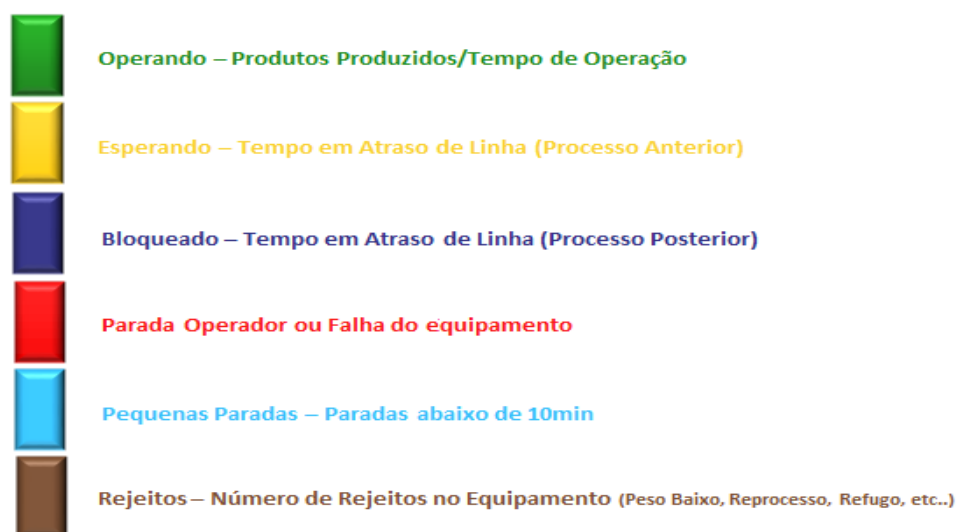 Operando – Produtos Produzidos/Tempo de Operação
Esperando – Tempo em Atraso de Linha (Processo Anterior)
Bloqueado – Tempo em Atraso de Linha (Processo Posterior)
Parada Operador ou Falha do equipamento
Pequenas Paradas – Paradas abaixo de 10min
Rejeitos – Número de Rejeitos no Equipamento (Peso Baixo, Reprocesso, Refugo, etc..)